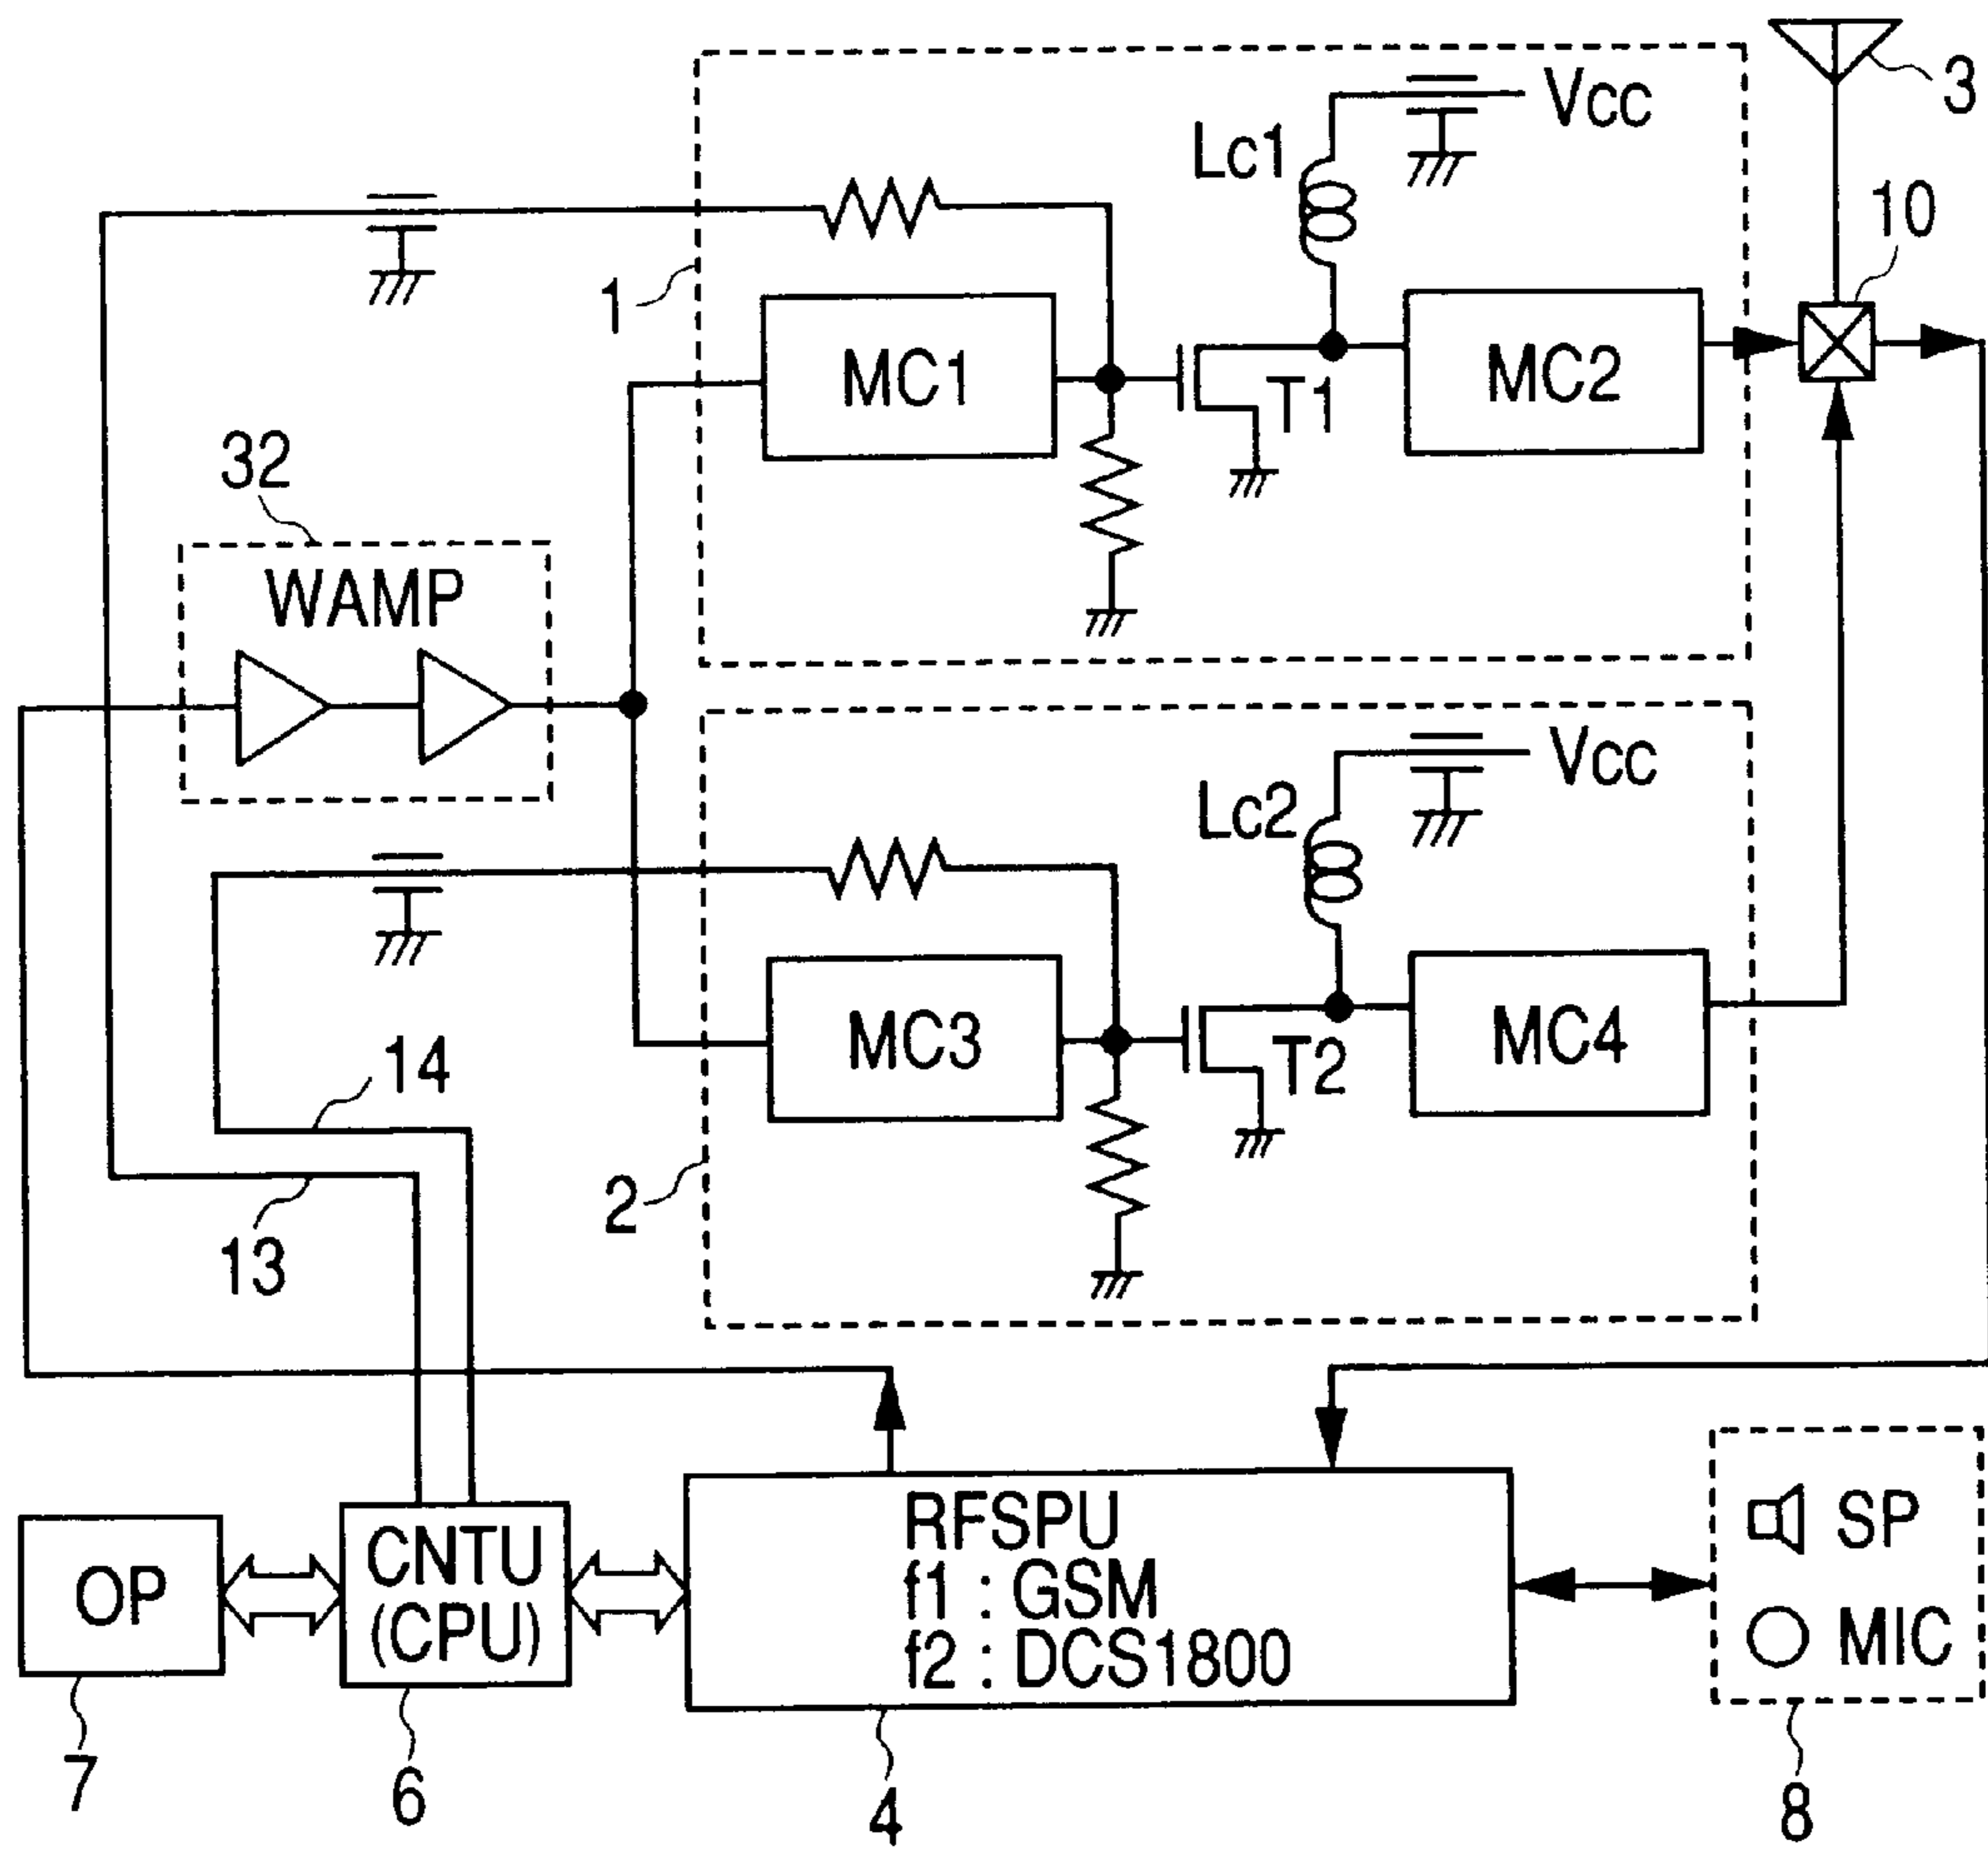 3
Vcc
Lc1
10
1
MC1
T1
MC2
32
WAMP
Vcc
Lc2
MC3
T2
MC4
14
2
13
OP
CNTU
(CPU)
RFSPU
f1 : GSM
f2 : DCS1800
SP
MIC
7
6
4
8